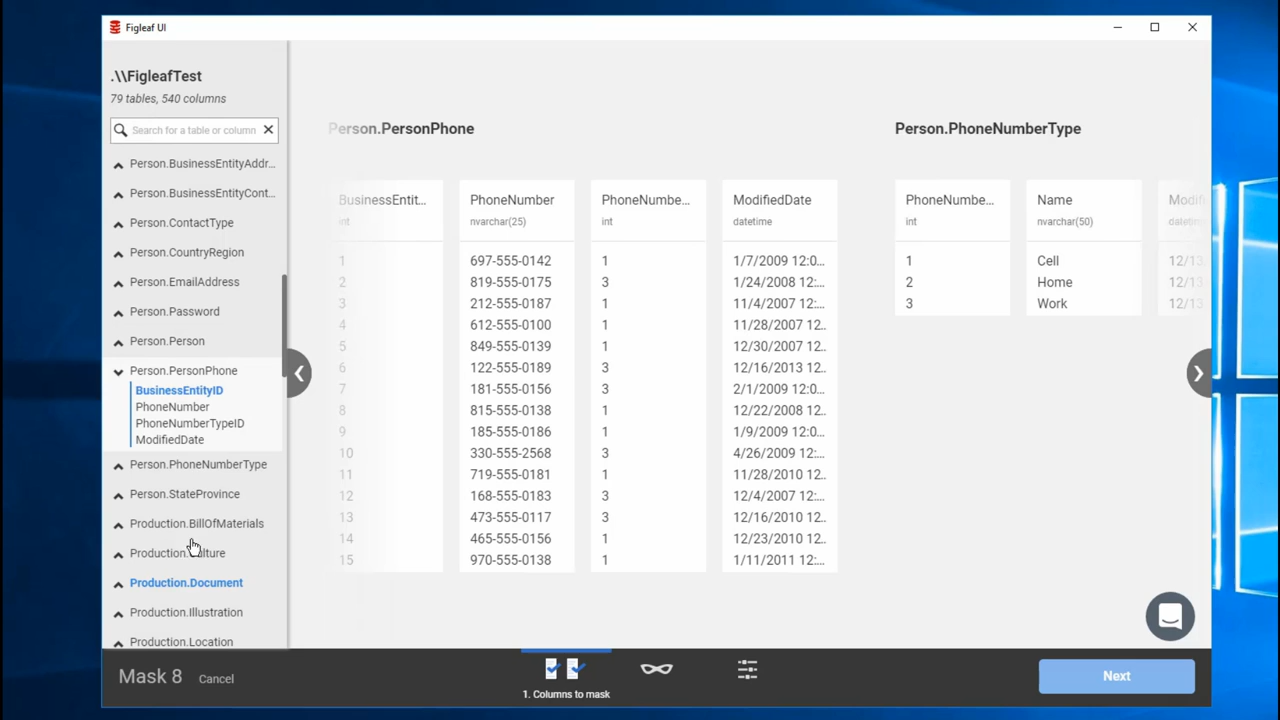 Figleaf UI
.\\FigleafTest
79 tables, 540 columns
Search for a table or column
Person.BusinessEntityAddr...
Person.BusinessEntityCont...
Person.ContactType
Person.CountryRegion
Person.EmailAddress
Person.Password
Person.Person
Person.PersonPhone
BusinessEntityID
PhoneNumber
PhoneNumberTypeID
ModifiedDate
Person.PhoneNumberType
Person.StateProvince
Production.BillOfMaterials
Production.Culture
Production.Document
Production.Illustration
Production.Location
Person.PersonPhone
BusinessEntit... PhoneNumber PhoneNumbe... ModifiedDate
int nvarchar(25) int datetime
1 697-555-0142 1 1/7/2009 12:0...
2 819-555-0175 3 1/24/2008 12:...
3 212-555-0187 1 11/4/2007 12:...
4 612-555-0100 1 11/28/2007 12..
5 849-555-0139 1 12/30/2007 12..
6 122-555-0189 3 12/16/2013 12..
7 181-555-0156 3 2/1/2009 12:0...
8 815-555-0138 1 12/22/2008 12..
9 185-555-0186 1 1/9/2009 12:0...
10 330-555-2568 3 4/26/2009 12:...
11 719-555-0181 1 11/28/2010 12..
12 168-555-0183 3 12/4/2007 12:...
13 473-555-0117 3 12/16/2010 12..
14 465-555-0156 1 12/23/2010 12..
15 970-555-0138 1 1/11/2011 12:...
Person.PhoneNumberType
PhoneNumbe... Name Modifi
int nvarchar(50) datetim
1 Cell 12/13
2 Home 12/13
3 Work 12/13
Mask 8 Cancel
1. Columns to mask
Next